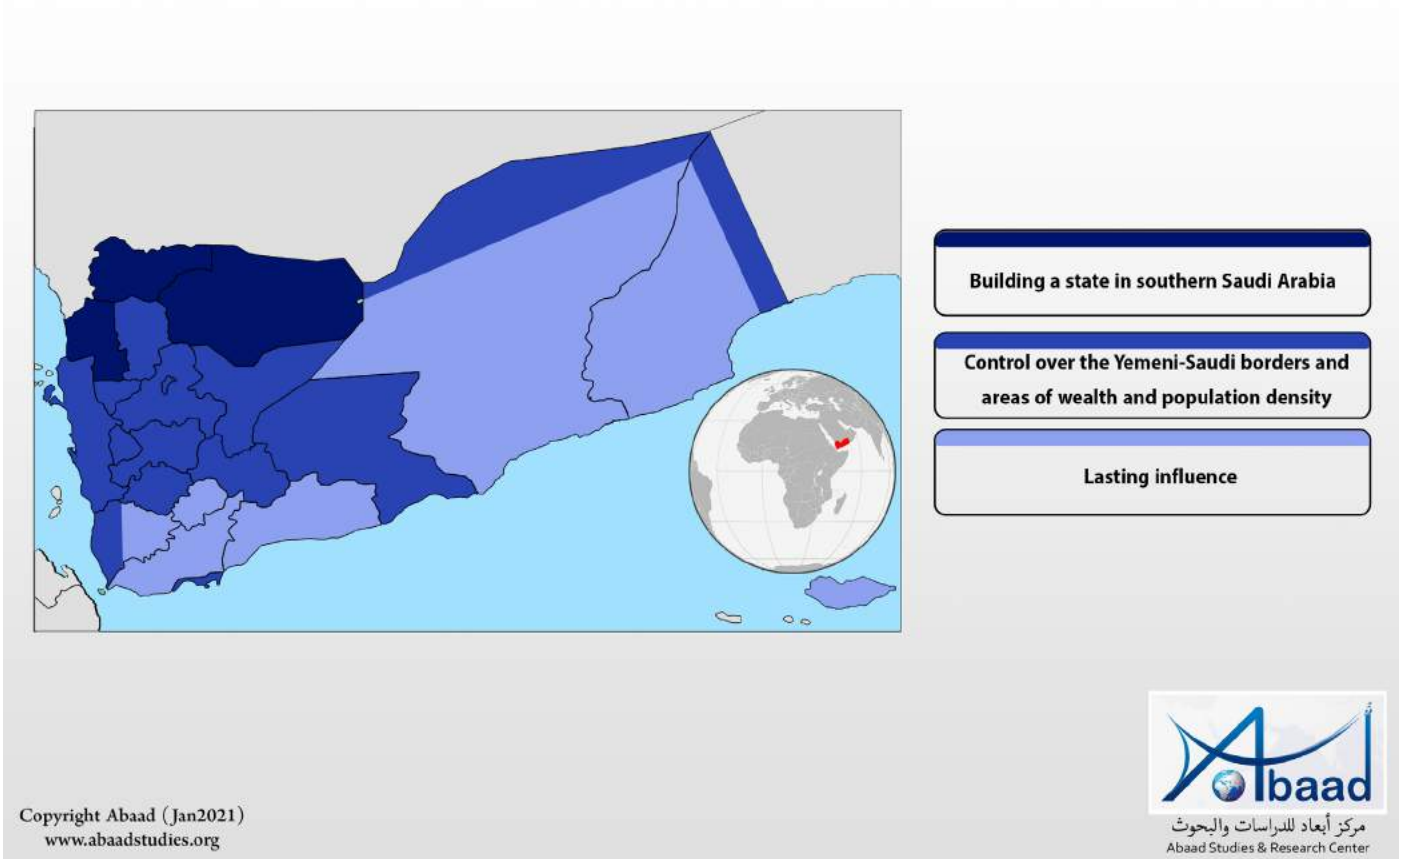 Building a state in southern Saudi Arabia
Control over the Yemeni-Saudi borders and
areas of wealth and population density
Lasting influence
Abaad
مركز أبعاد للدراسات والبحوث
Abaad Studies & Research Center
Copyright Abaad (Jan2021)
www.abaadstudies.org